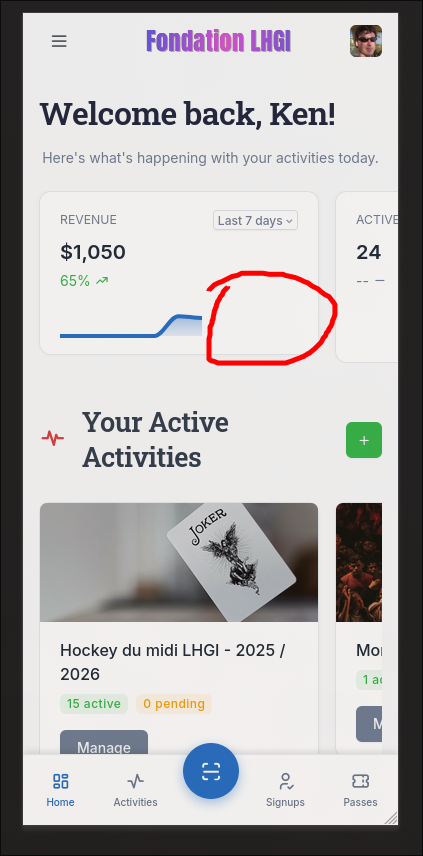 Fondation LHGI
Welcome back, Ken!
Here's what's happening with your activities today.
REVENUE
Last 7 days
$1,050
65%
ACTIVE
24
--
Your Active
Activities
+
JOKER
Hockey du midi LHGI - 2025 /
2026
15 active
0 pending
Manage
Mo
1 ac
M
Home
Activities
Signups
Passes